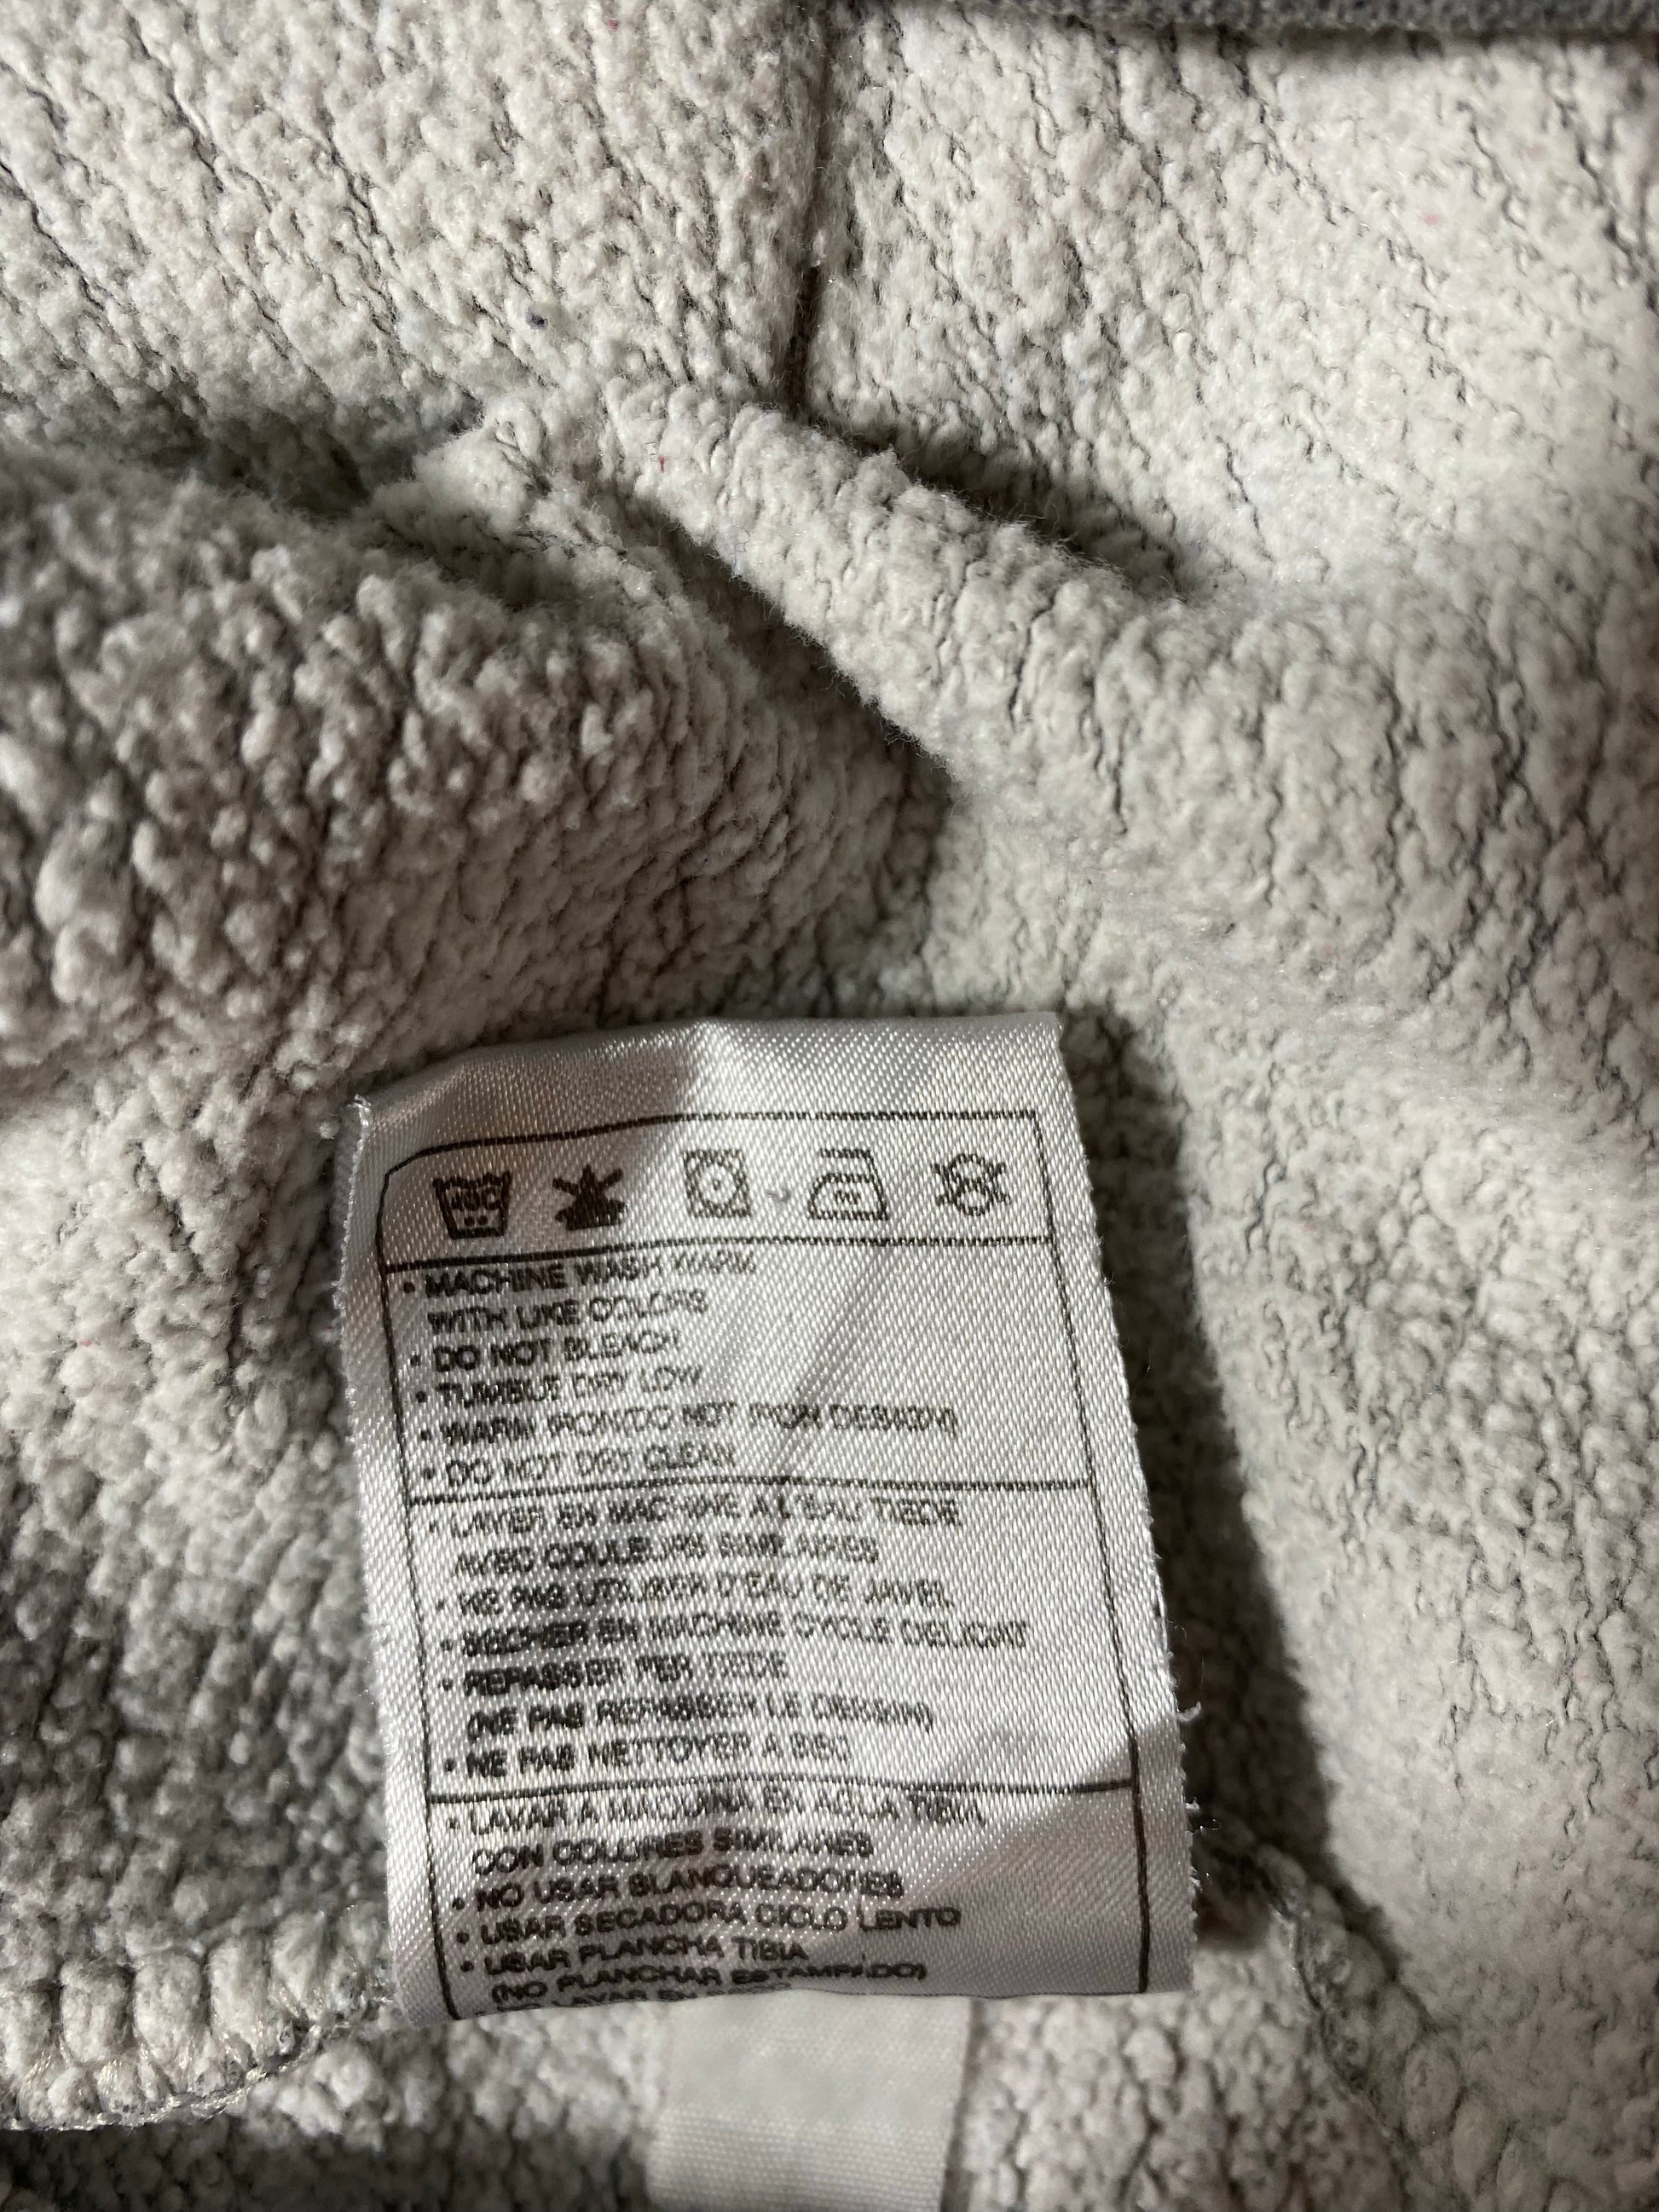 40C
• MACHINE WASH WARM
WITH LIKE COLORS
• DO NOT BLEACH
• TUMBLE DRY LOW
• WARM IRON(DO NOT IRON DESIGN)
• DO NOT DRY CLEAN
• LAVER EN MACHINE A L'EAU TIEDE
AVEC COULEURS SIMILAIRES
• NE PAS UTILISER D'EAU DE JAVEL
• SECHER EN MACHINE CYCLE DELICAT
• REPASSER FER TIEDE
(NE PAS REPASSER LE DESSIN)
• NE PAS NETTOYER A SEC
• LAVAR A MAQUINA EN AGUA TIBIA
CON COLORES SIMILARES
• NO USAR BLANQUEADORES
• USAR SECADORA CICLO LENTO
• USAR PLANCHA TIBIA
(NO PLANCHAR ESTAMPADO)
LAVAR EN